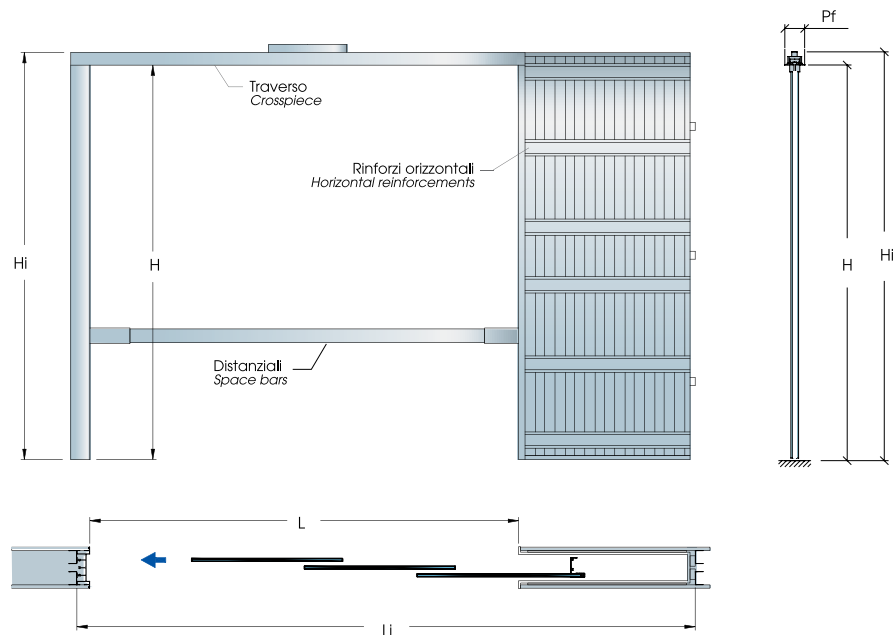 Pf
Traverso
Crosspiece
Rinforzi orizzontali
Horizontal reinforcements
Hi
H
H
Hi
Distanziali
Space bars
L
Li